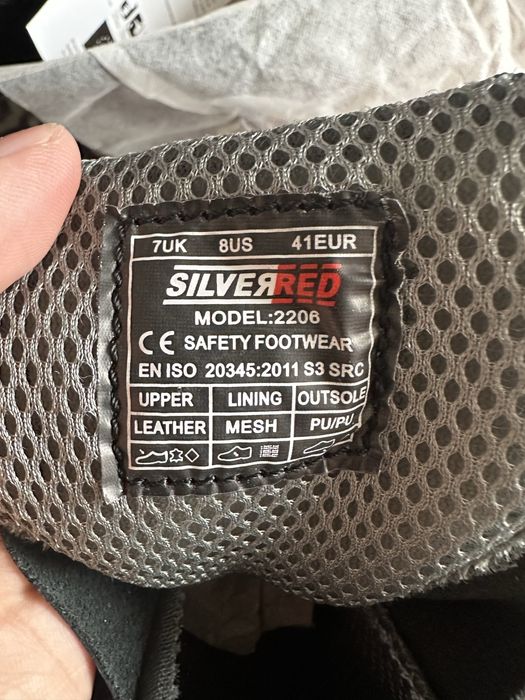 7UK 8US 41EUR
SILVERRED
MODEL:2206
CE SAFETY FOOTWEAR
EN ISO 20345:2011 S3 SRC
UPPER LINING OUTSOLE
LEATHER MESH PU/PU